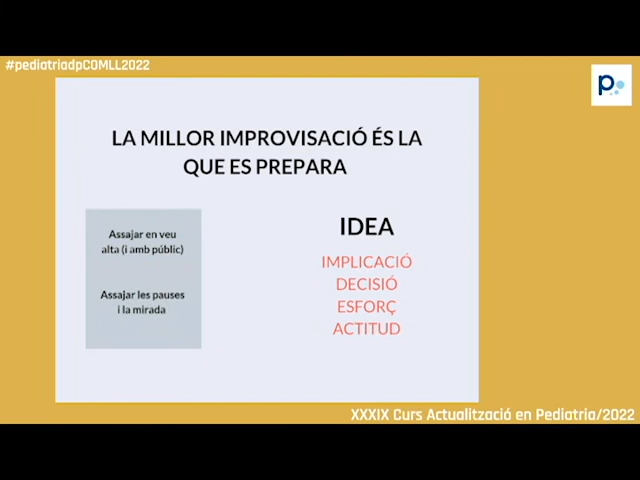 #pediatriadpCOMLL2022
p
LA MILLOR IMPROVISACIÓ ÉS LA
QUE ES PREPARA
Assajar en veu
alta (i amb públic)
Assajar les pauses
i la mirada
IDEA
IMPLICACIÓ
DECISIÓ
ESFORÇ
ACTITUD
XXXIX Curs Actualització en Pediatria/2022